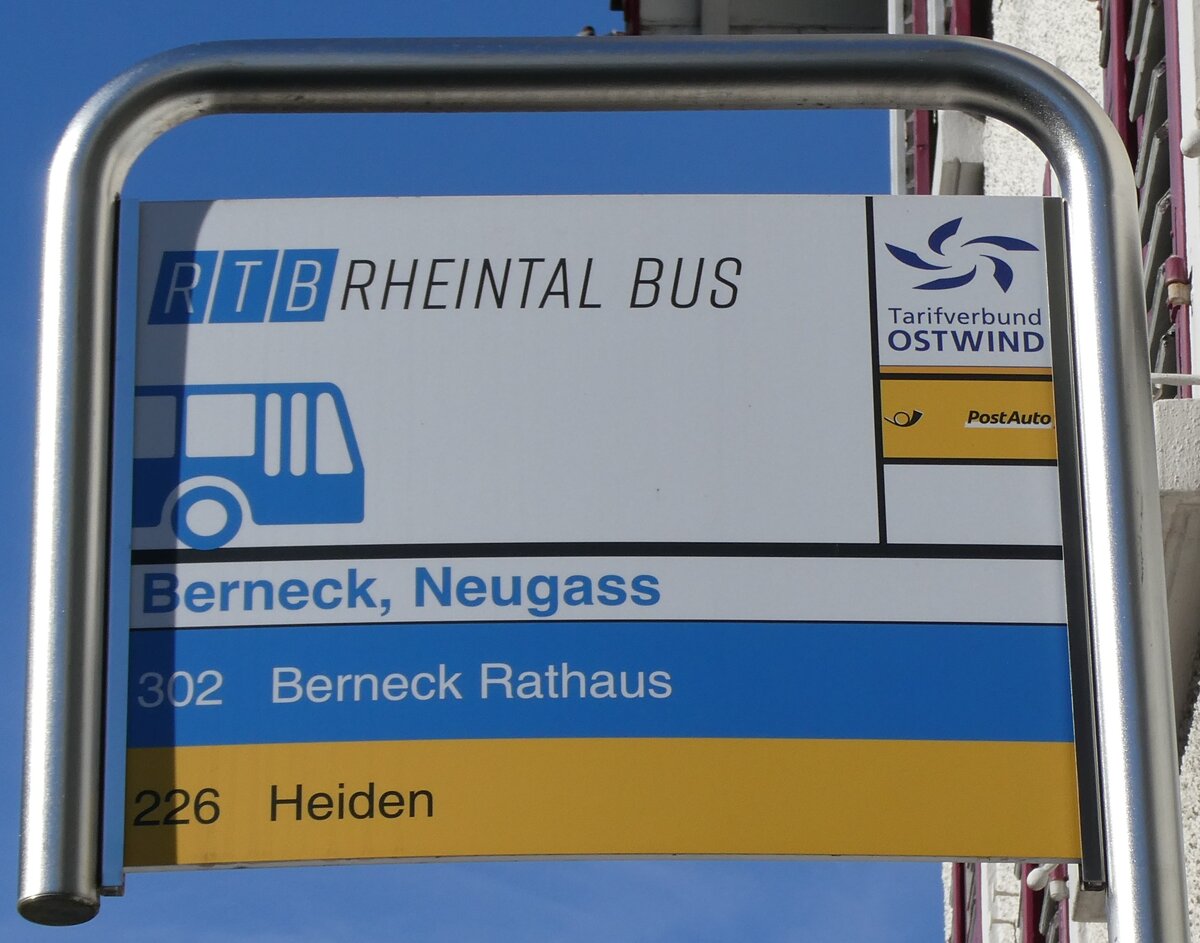 RTB RHEINTAL BUS
Tarifverbund
OSTWIND
PostAuto
Berneck, Neugass
302 Berneck Rathaus
226 Heiden